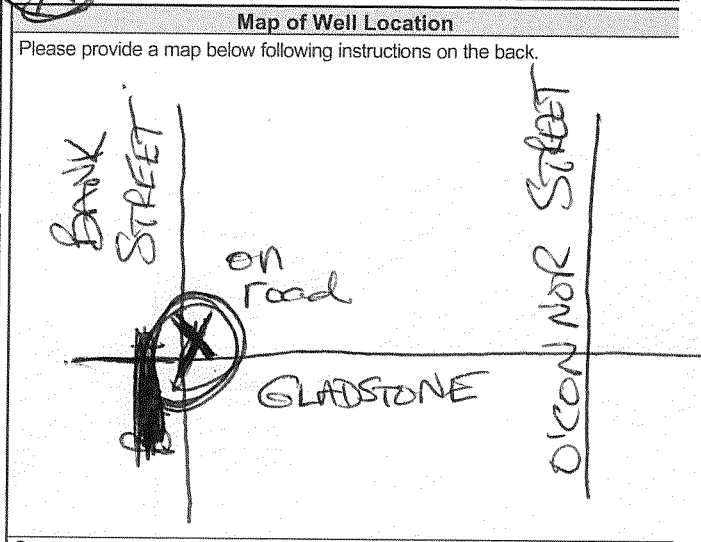 Map of Well Location
Please provide a map below following instructions on the back.
BANK
STREET
on
road
X
GLADSTONE
O'CONNOR STREET